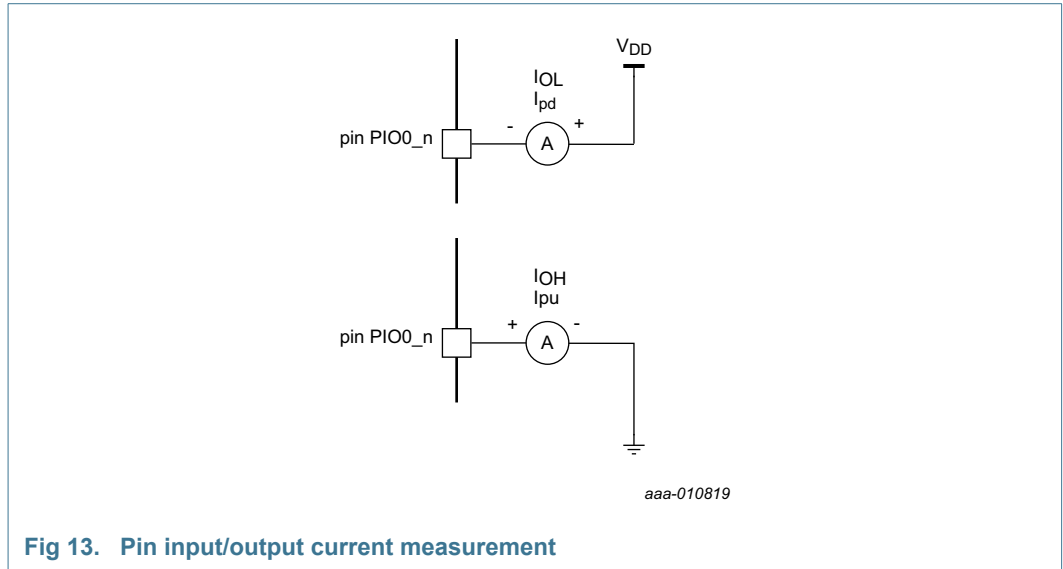 VDD
IOL
Ipd
- +
A
pin PIO0_n
IOH
Ipu
+ -
A
pin PIO0_n
aaa-010819
Fig 13. Pin input/output current measurement